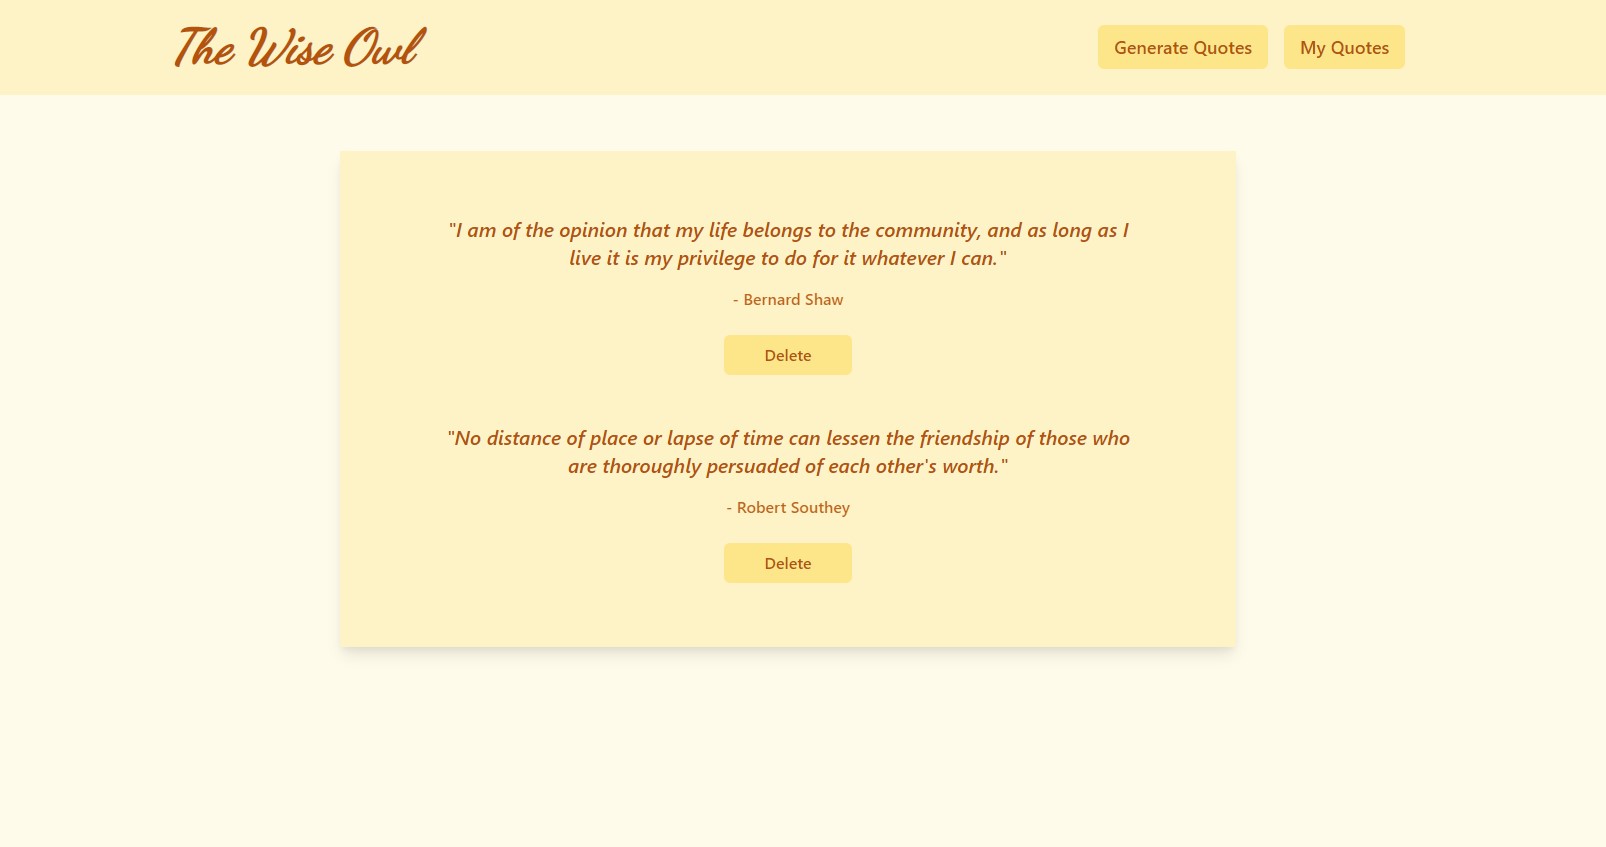 The Wise Owl
Generate Quotes
My Quotes
"I am of the opinion that my life belongs to the community, and as long as I
live it is my privilege to do for it whatever I can."
- Bernard Shaw
Delete
"No distance of place or lapse of time can lessen the friendship of those who
are thoroughly persuaded of each other's worth."
- Robert Southey
Delete